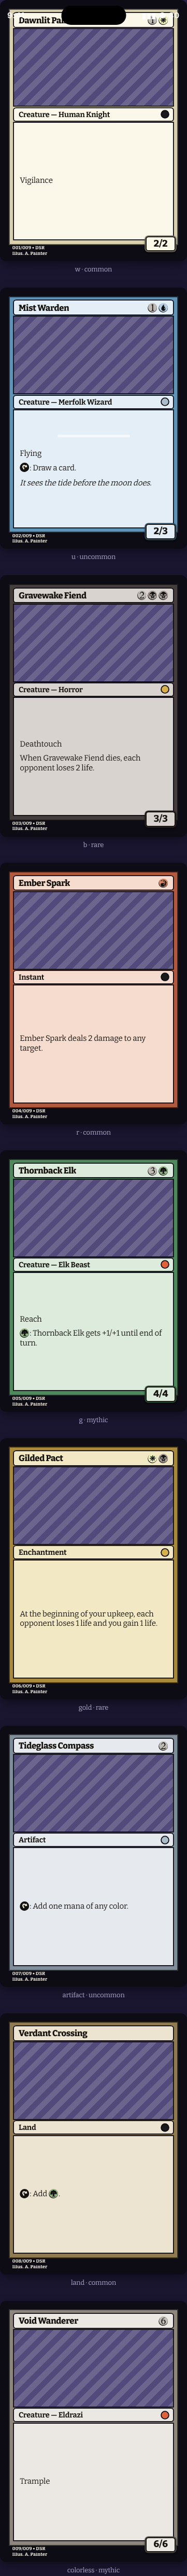 Dawnlit
1
Creature — Human Knight
Vigilance
2/2
001/009 • DSR
Illus. A. Painter
w · common
Mist Warden
1
Creature — Merfolk Wizard
Flying
: Draw a card.
It sees the tide before the moon does.
2/3
002/009 • DSR
Illus. A. Painter
u · uncommon
Gravewake Fiend
2
Creature — Horror
Deathtouch
When Gravewake Fiend dies, each
opponent loses 2 life.
3/3
003/009 • DSR
Illus. A. Painter
b · rare
Ember Spark
Instant
Ember Spark deals 2 damage to any
target.
004/009 • DSR
Illus. A. Painter
r · common
Thornback Elk
3
Creature — Elk Beast
Reach
: Thornback Elk gets +1/+1 until end of
turn.
4/4
005/009 • DSR
Illus. A. Painter
g · mythic
Gilded Pact
Enchantment
At the beginning of your upkeep, each
opponent loses 1 life and you gain 1 life.
006/009 • DSR
Illus. A. Painter
gold · rare
Tideglass Compass
2
Artifact
: Add one mana of any color.
007/009 • DSR
Illus. A. Painter
artifact · uncommon
Verdant Crossing
Land
: Add .
008/009 • DSR
Illus. A. Painter
land · common
Void Wanderer
6
Creature — Eldrazi
Trample
6/6
009/009 • DSR
Illus. A. Painter
colorless · mythic